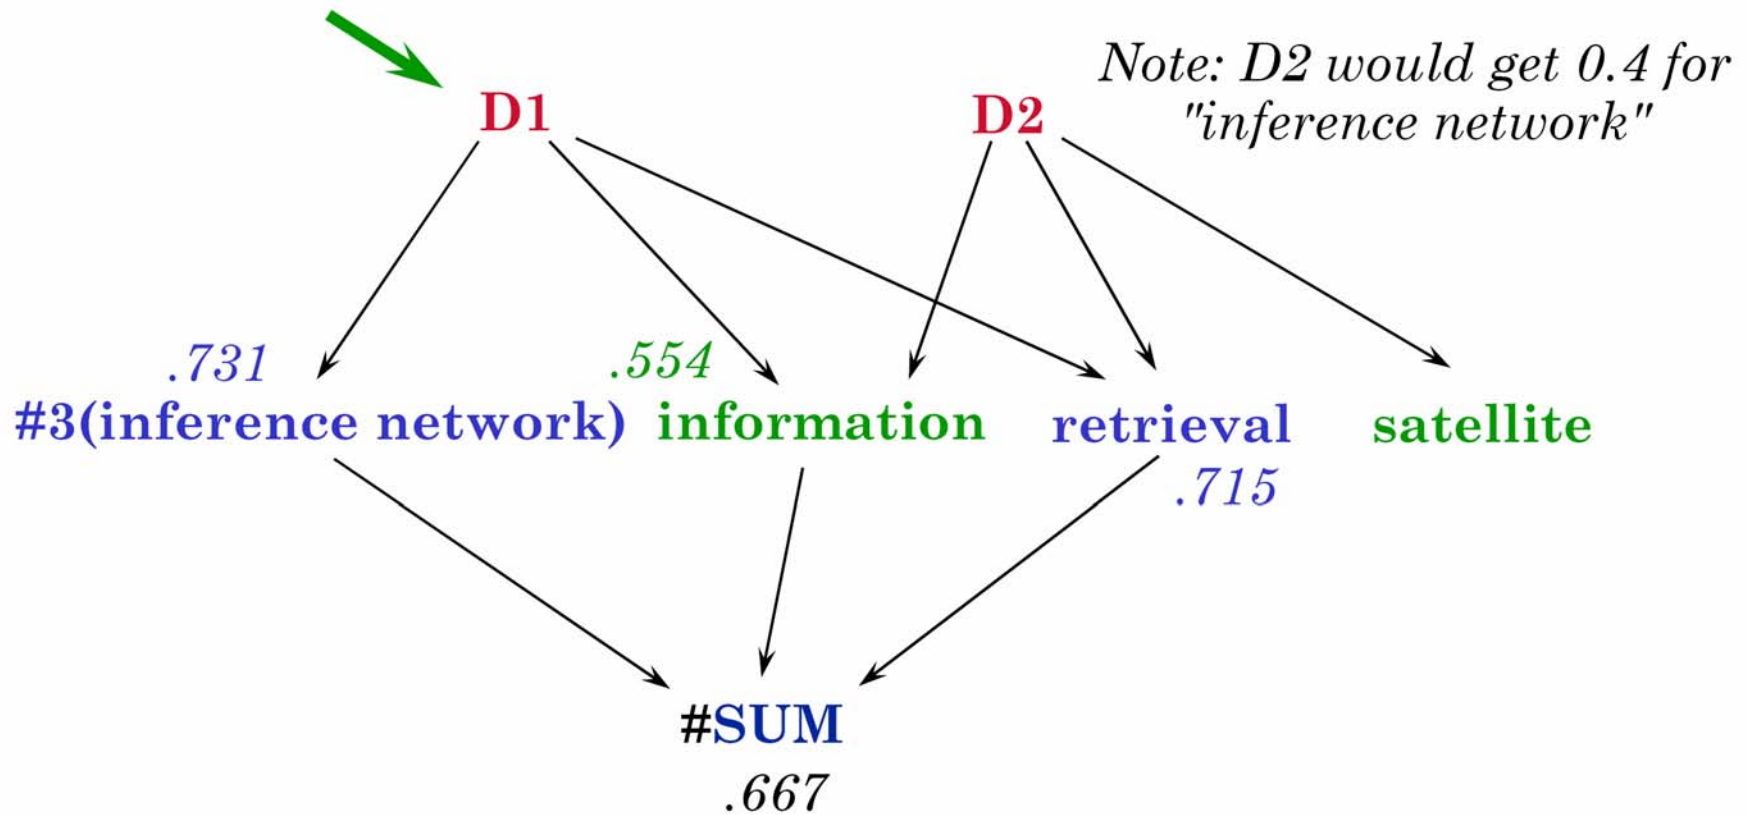 Note: D2 would get 0.4 for
D1
D2
"inference network"
.731
.554
#3(inference network)
information
retrieval
satellite
.715
#SUM
.667